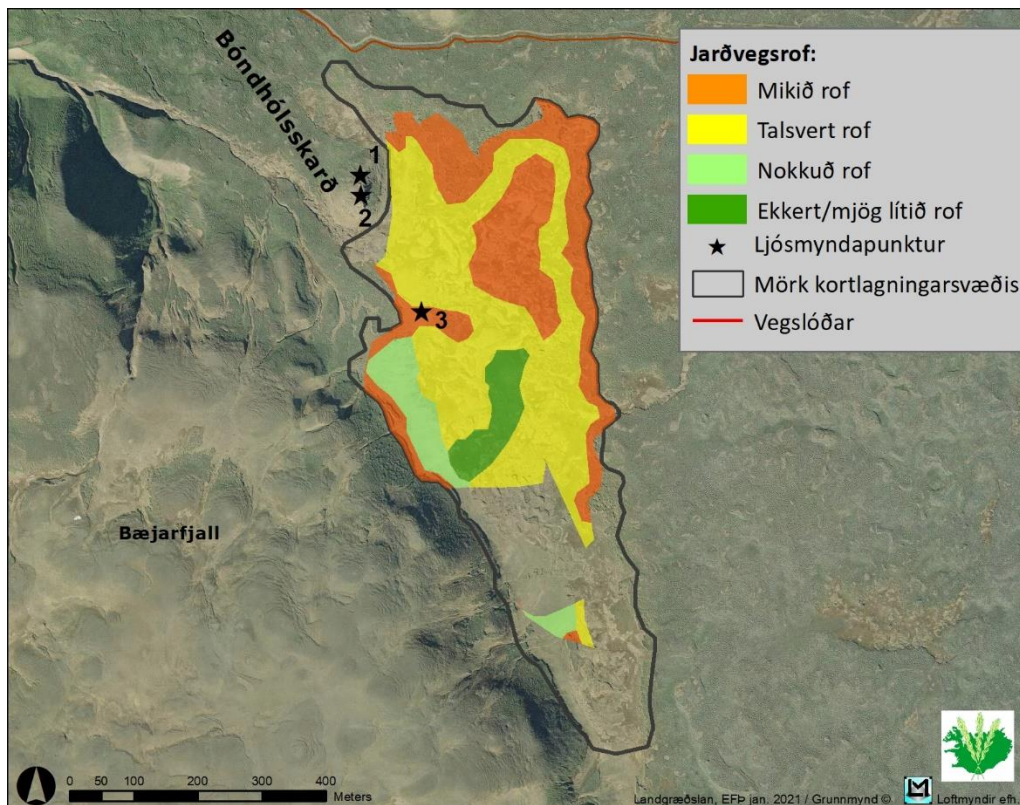 Bóndhólsskarð
1
2
3
Bæjarfjall
Jarðvegsrof:
Mikið rof
Talsvert rof
Nokkuð rof
Ekkert/mjög lítið rof
Ljósmyndapunktur
Mörk kortlagningarsvæðis
Vegslóðar
0 50 100 200 300 400
Meters
Landgræðslan, EFÞ jan. 2021 / Grunnmynd © Loftmyndir efh